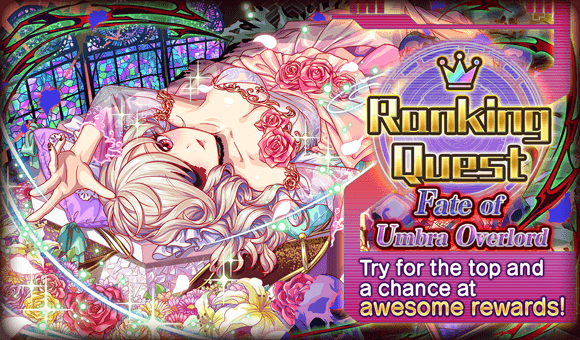 Ranking
Quest
Fate of
Umbra Overlord
Try for the top and
a chance at
awesome rewards!